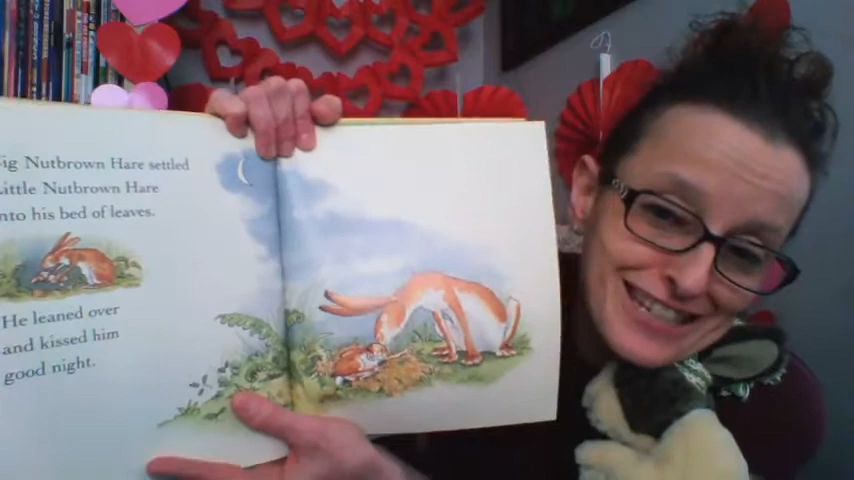 Nutbrown Hare settled
Little Nutbrown Hare
into his bed of leaves.
He leaned over
and kissed him
good night.